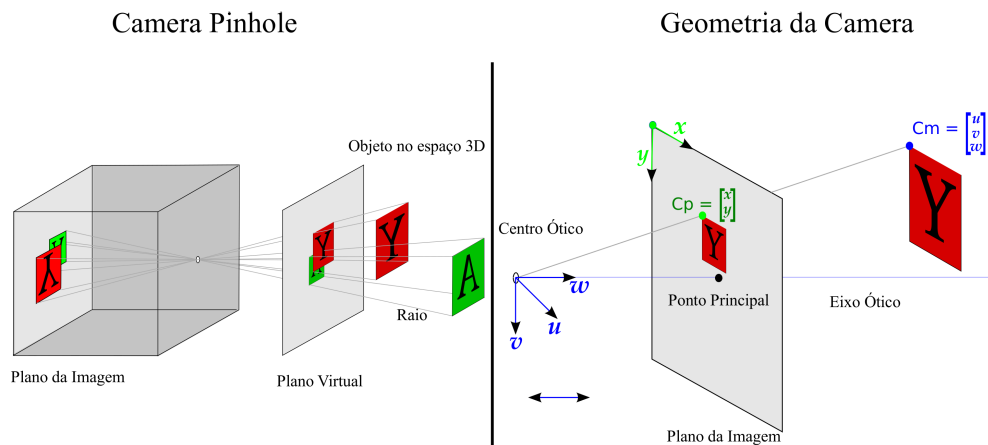 Camera Pinhole
Objeto no espaço 3D
Y
Y
Y
A
Raio
Plano da Imagem
Plano Virtual
Geometria da Camera
x
y
Cm = [u v w]
Cp = [x y]
Y
Y
Centro Ótico
w
u
v
Ponto Principal
Eixo Ótico
Plano da Imagem